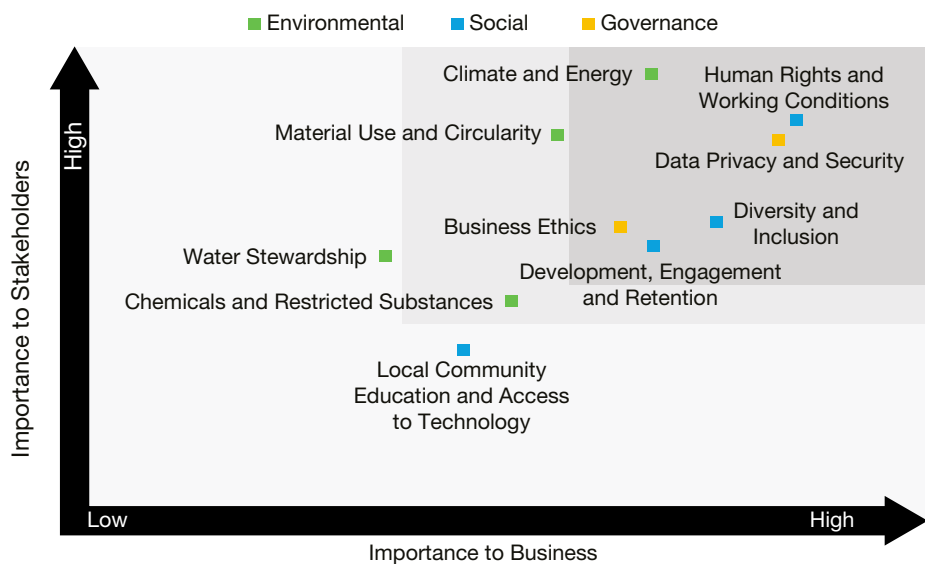 Environmental
Social
Governance
Climate and Energy
Human Rights and
Working Conditions
Material Use and Circularity
Data Privacy and Security
Business Ethics
Diversity and
Inclusion
Water Stewardship
Development, Engagement
and Retention
Chemicals and Restricted Substances
Local Community
Education and Access
to Technology
High
Importance to Stakeholders
Low
High
Importance to Business